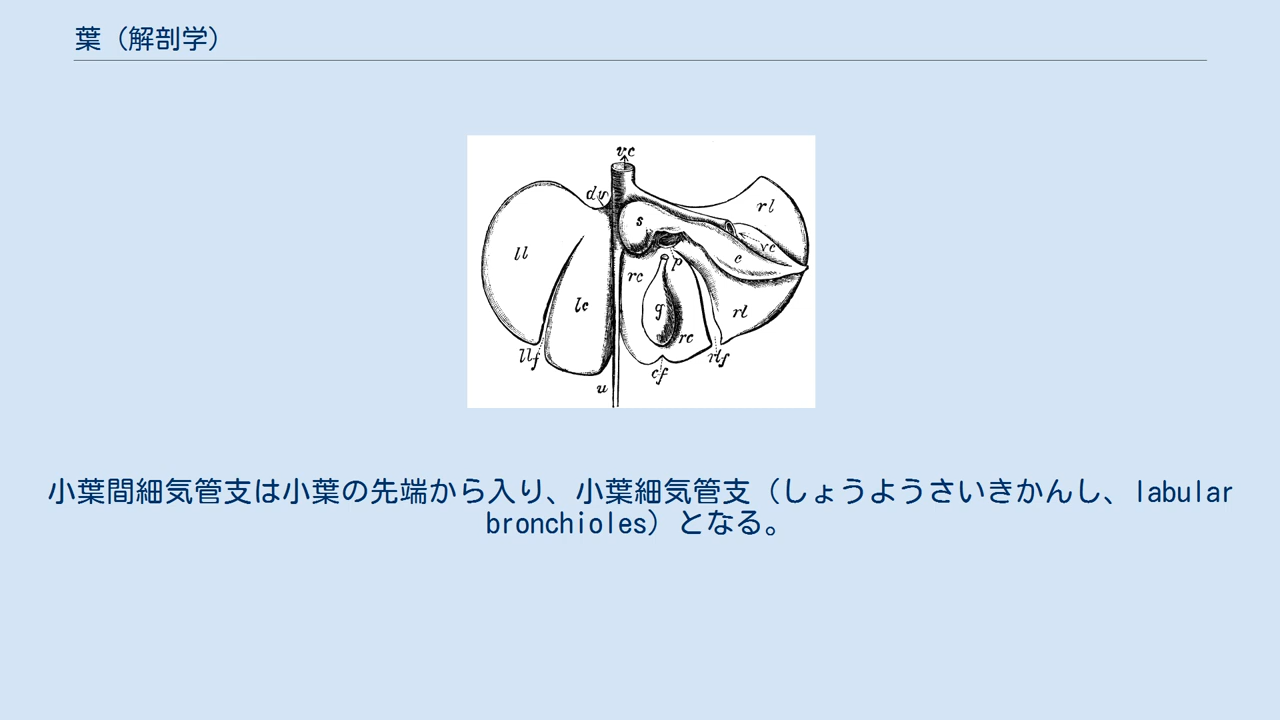 葉（解剖学）
vc
dv
rl
s
ll
vc
c
rc
p
lc
g
rl
rc
llf
rlf
cf
u
小葉間細気管支は小葉の先端から入り、小葉細気管支（しょうようさいきかんし、labular
bronchioles）となる。